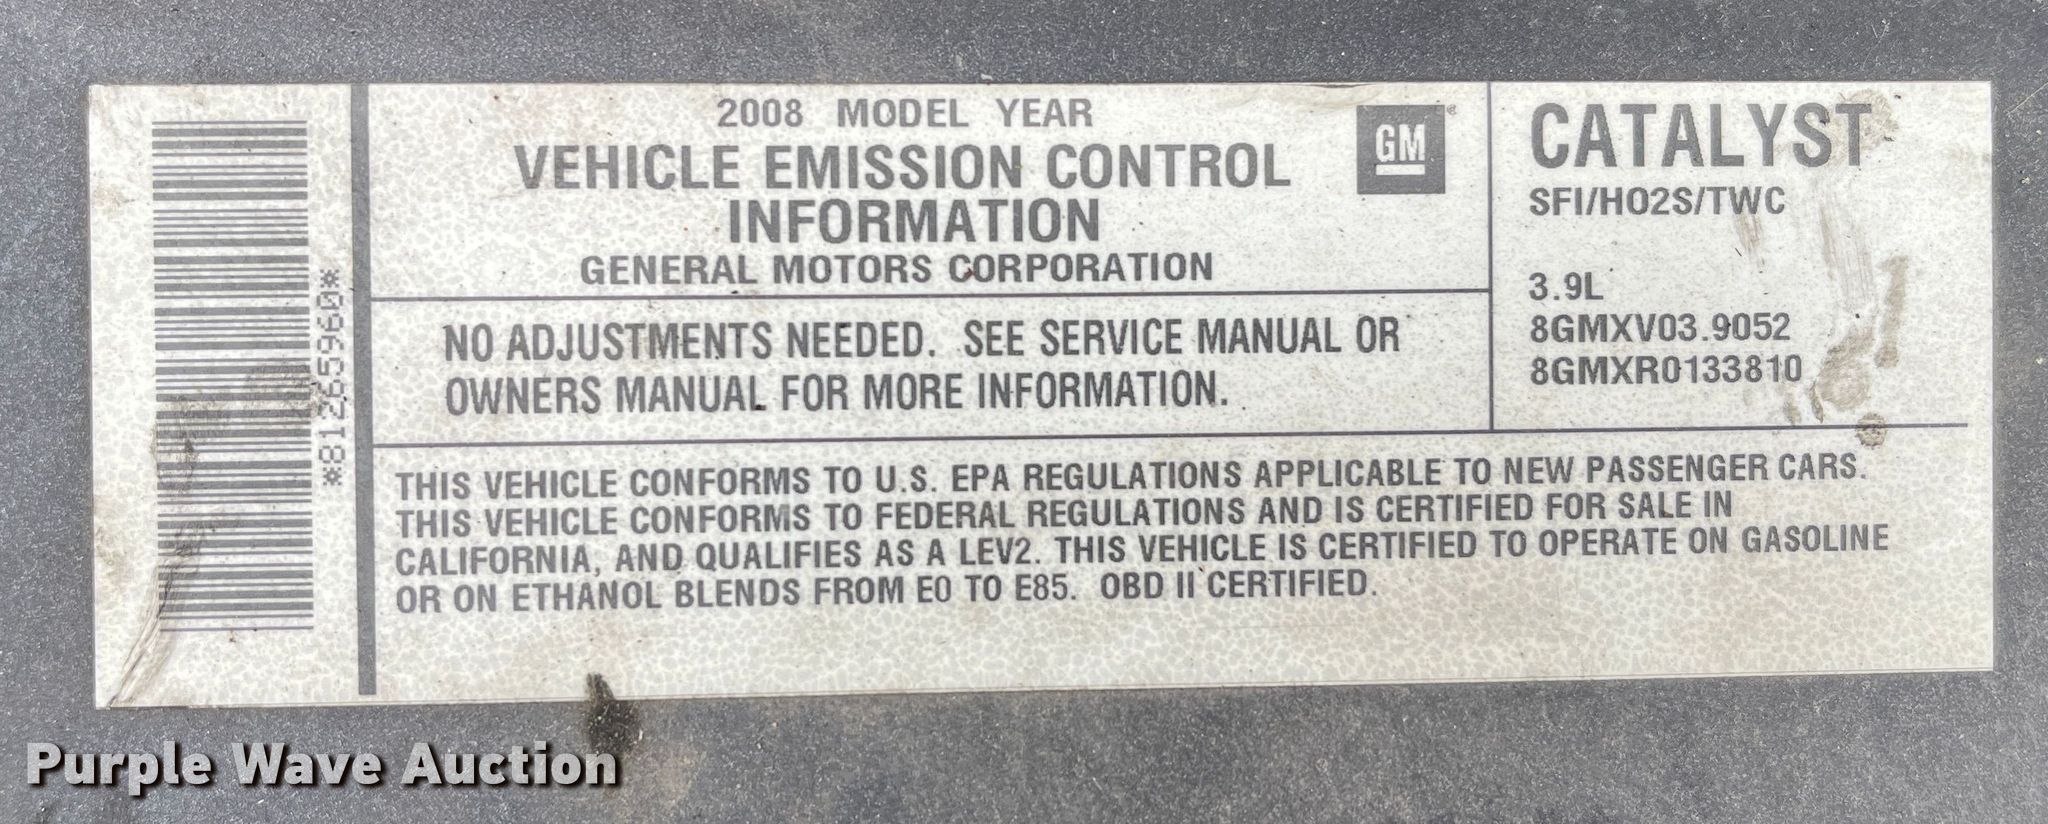 2008 MODEL YEAR
VEHICLE EMISSION CONTROL
INFORMATION
GENERAL MOTORS CORPORATION
GM
CATALYST
SFI/HO2S/TWC
3.9L
8GMXV03.9052
8GMXR0133810
*81265960*
NO ADJUSTMENTS NEEDED. SEE SERVICE MANUAL OR
OWNERS MANUAL FOR MORE INFORMATION.
THIS VEHICLE CONFORMS TO U.S. EPA REGULATIONS APPLICABLE TO NEW PASSENGER CARS.
THIS VEHICLE CONFORMS TO FEDERAL REGULATIONS AND IS CERTIFIED FOR SALE IN
CALIFORNIA, AND QUALIFIES AS A LEV2. THIS VEHICLE IS CERTIFIED TO OPERATE ON GASOLINE
OR ON ETHANOL BLENDS FROM E0 TO E85. OBD II CERTIFIED.
Purple Wave Auction